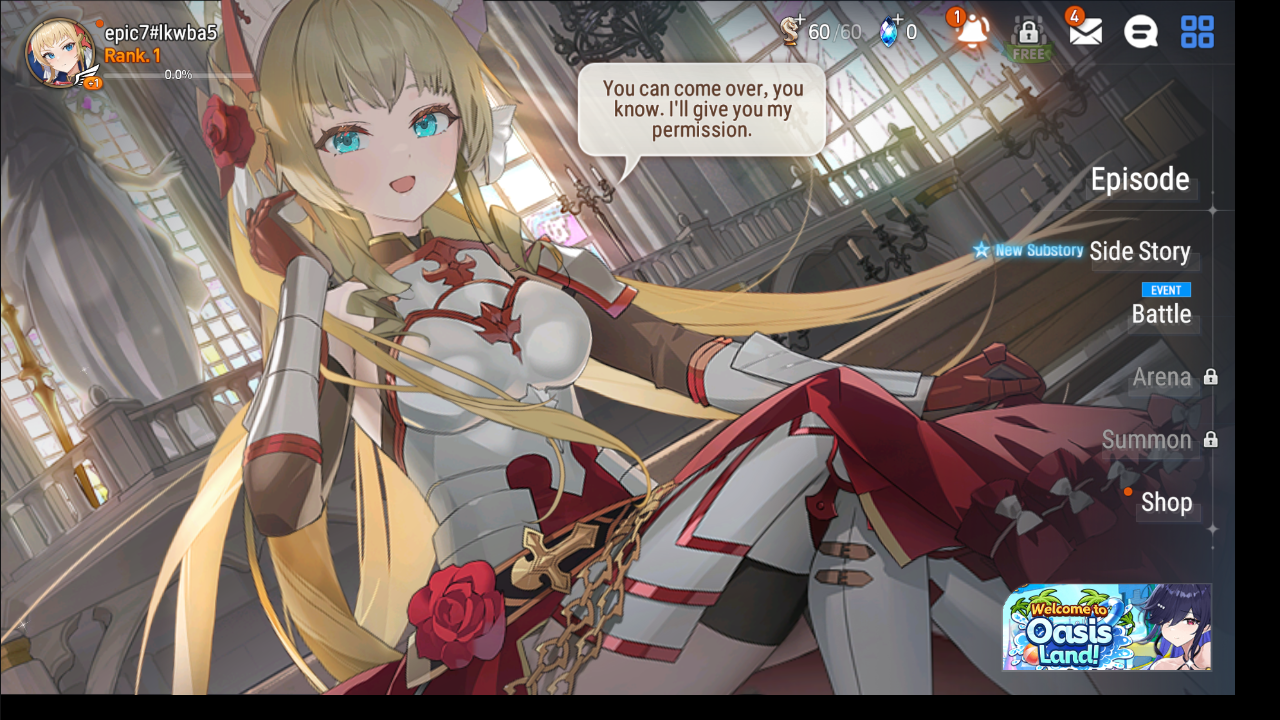 epic7#lkwba5
Rank. 1
0.0%
+1
60/60
0
1
FREE
4
You can come over, you
know. I'll give you my
permission.
Episode
New Substory Side Story
EVENT
Battle
Arena
Summon
Shop
Welcome to
Oasis
Land!